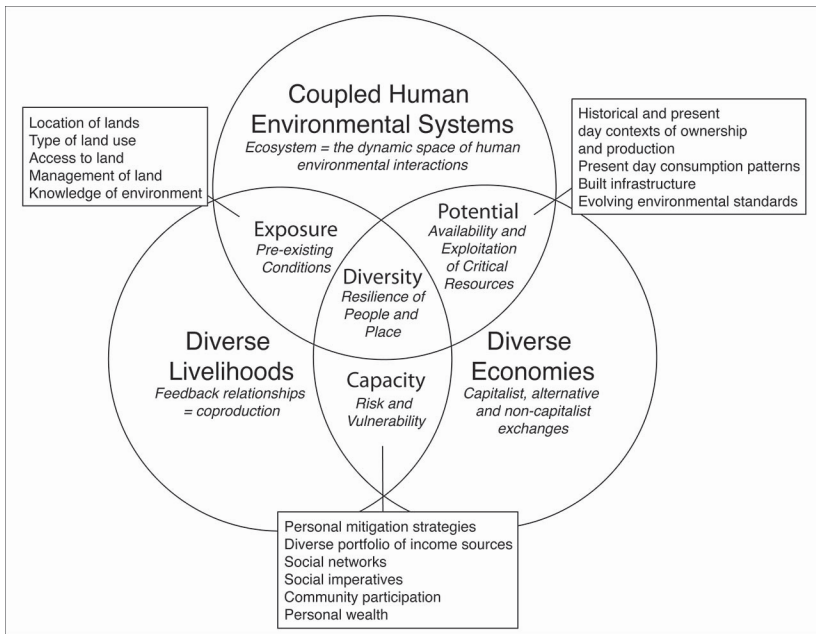 Coupled Human
Environmental Systems
Ecosystem = the dynamic space of human
environmental interactions
Location of lands
Type of land use
Access to land
Management of land
Knowledge of environment
Historical and present
day contexts of ownership
and production
Present day consumption patterns
Built infrastructure
Evolving environmental standards
Exposure
Pre-existing
Conditions
Potential
Availability and
Exploitation
of Critical
Resources
Diversity
Resilience of
People and
Place
Diverse
Livelihoods
Feedback relationships
= coproduction
Diverse
Economies
Capitalist, alternative
and non-capitalist
exchanges
Capacity
Risk and
Vulnerability
Personal mitigation strategies
Diverse portfolio of income sources
Social networks
Social imperatives
Community participation
Personal wealth